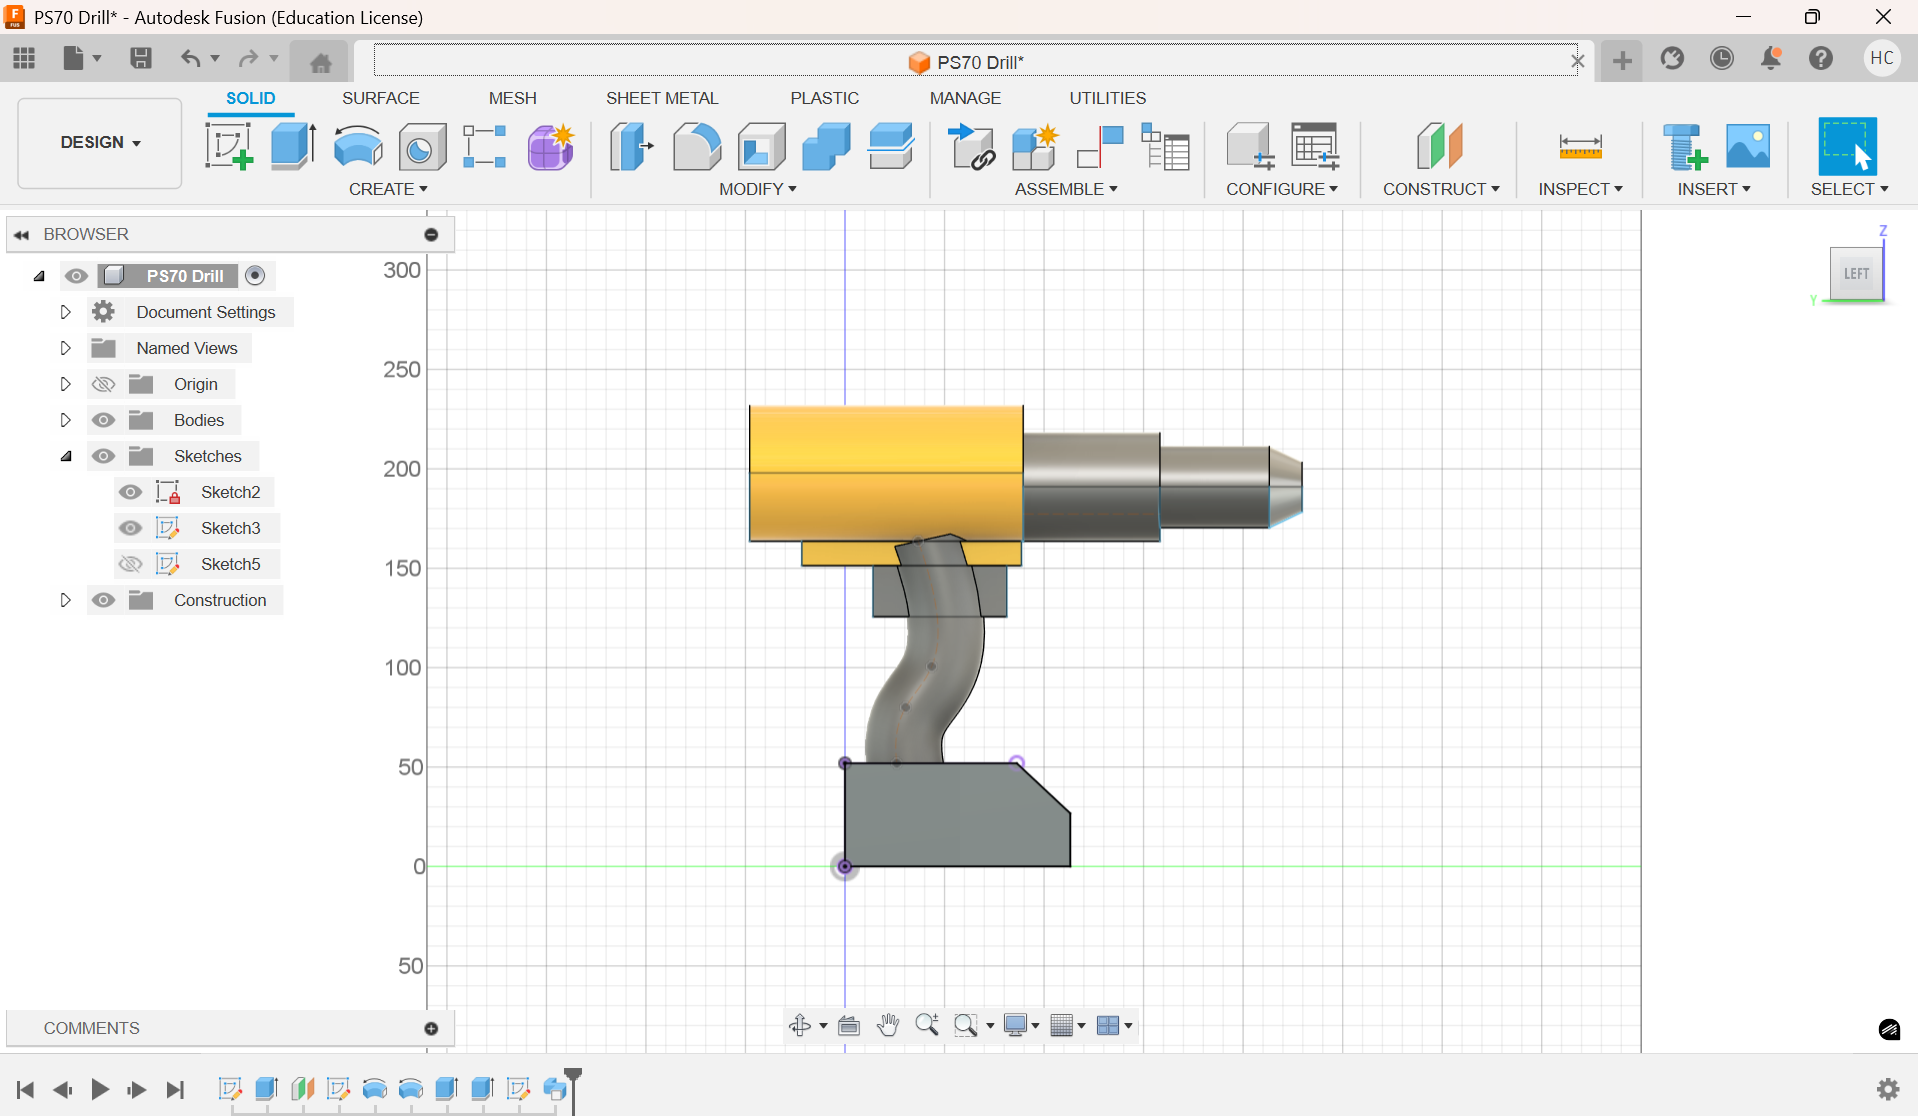 PS70 Drill* - Autodesk Fusion (Education License)
PS70 Drill*
HC
DESIGN
SOLID
SURFACE
MESH
SHEET METAL
PLASTIC
MANAGE
UTILITIES
CREATE
MODIFY
ASSEMBLE
CONFIGURE
CONSTRUCT
INSPECT
INSERT
SELECT
BROWSER
PS70 Drill
Document Settings
Named Views
Origin
Bodies
Sketches
Sketch2
Sketch3
Sketch5
Construction
300
250
200
150
100
50
0
50
Z
LEFT
Y
COMMENTS